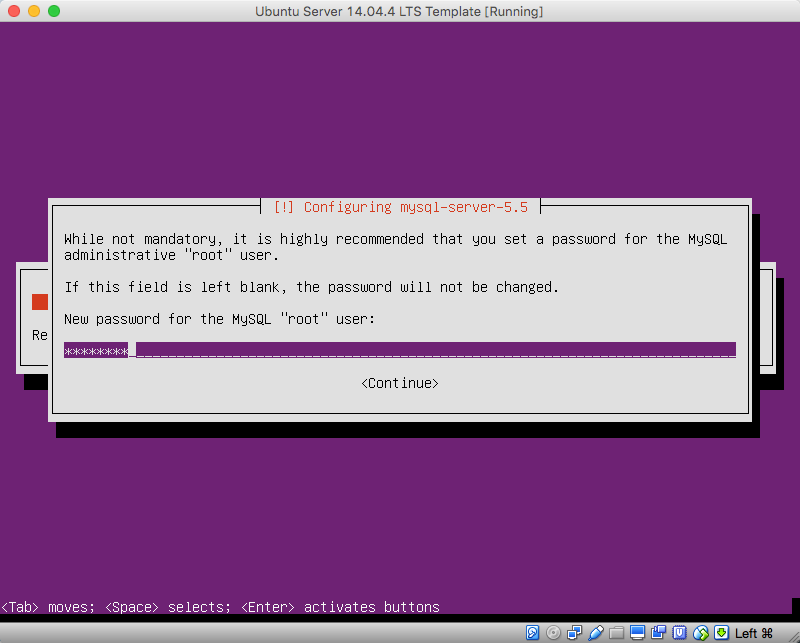 Ubuntu Server 14.04.4 LTS Template [Running]
[!] Configuring mysql-server-5.5
While not mandatory, it is highly recommended that you set a password for the MySQL
administrative "root" user.
If this field is left blank, the password will not be changed.
New password for the MySQL "root" user:
Re
********
<Continue>
<Tab> moves; <Space> selects; <Enter> activates buttons
Left ⌘